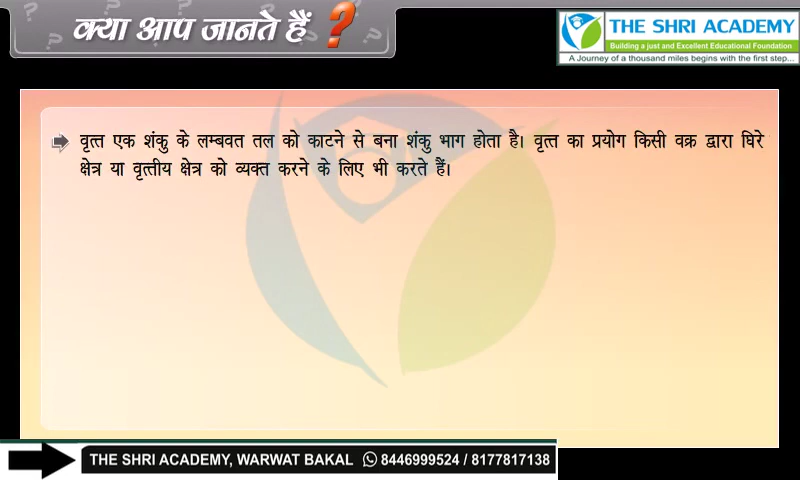 क्या आप जानते हैं ?
THE SHRI ACADEMY
Building a just and Excellent Educational Foundation
A Journey of a thousand miles begins with the first step...
वृत्त एक शंकु के लम्बवत तल को काटने से बना शंकु भाग होता है। वृत्त का प्रयोग किसी वक्र द्वारा घिरे
क्षेत्र या वृत्तीय क्षेत्र को व्यक्त करने के लिए भी करते हैं।
THE SHRI ACADEMY, WARWAT BAKAL 8446999524 / 8177817138